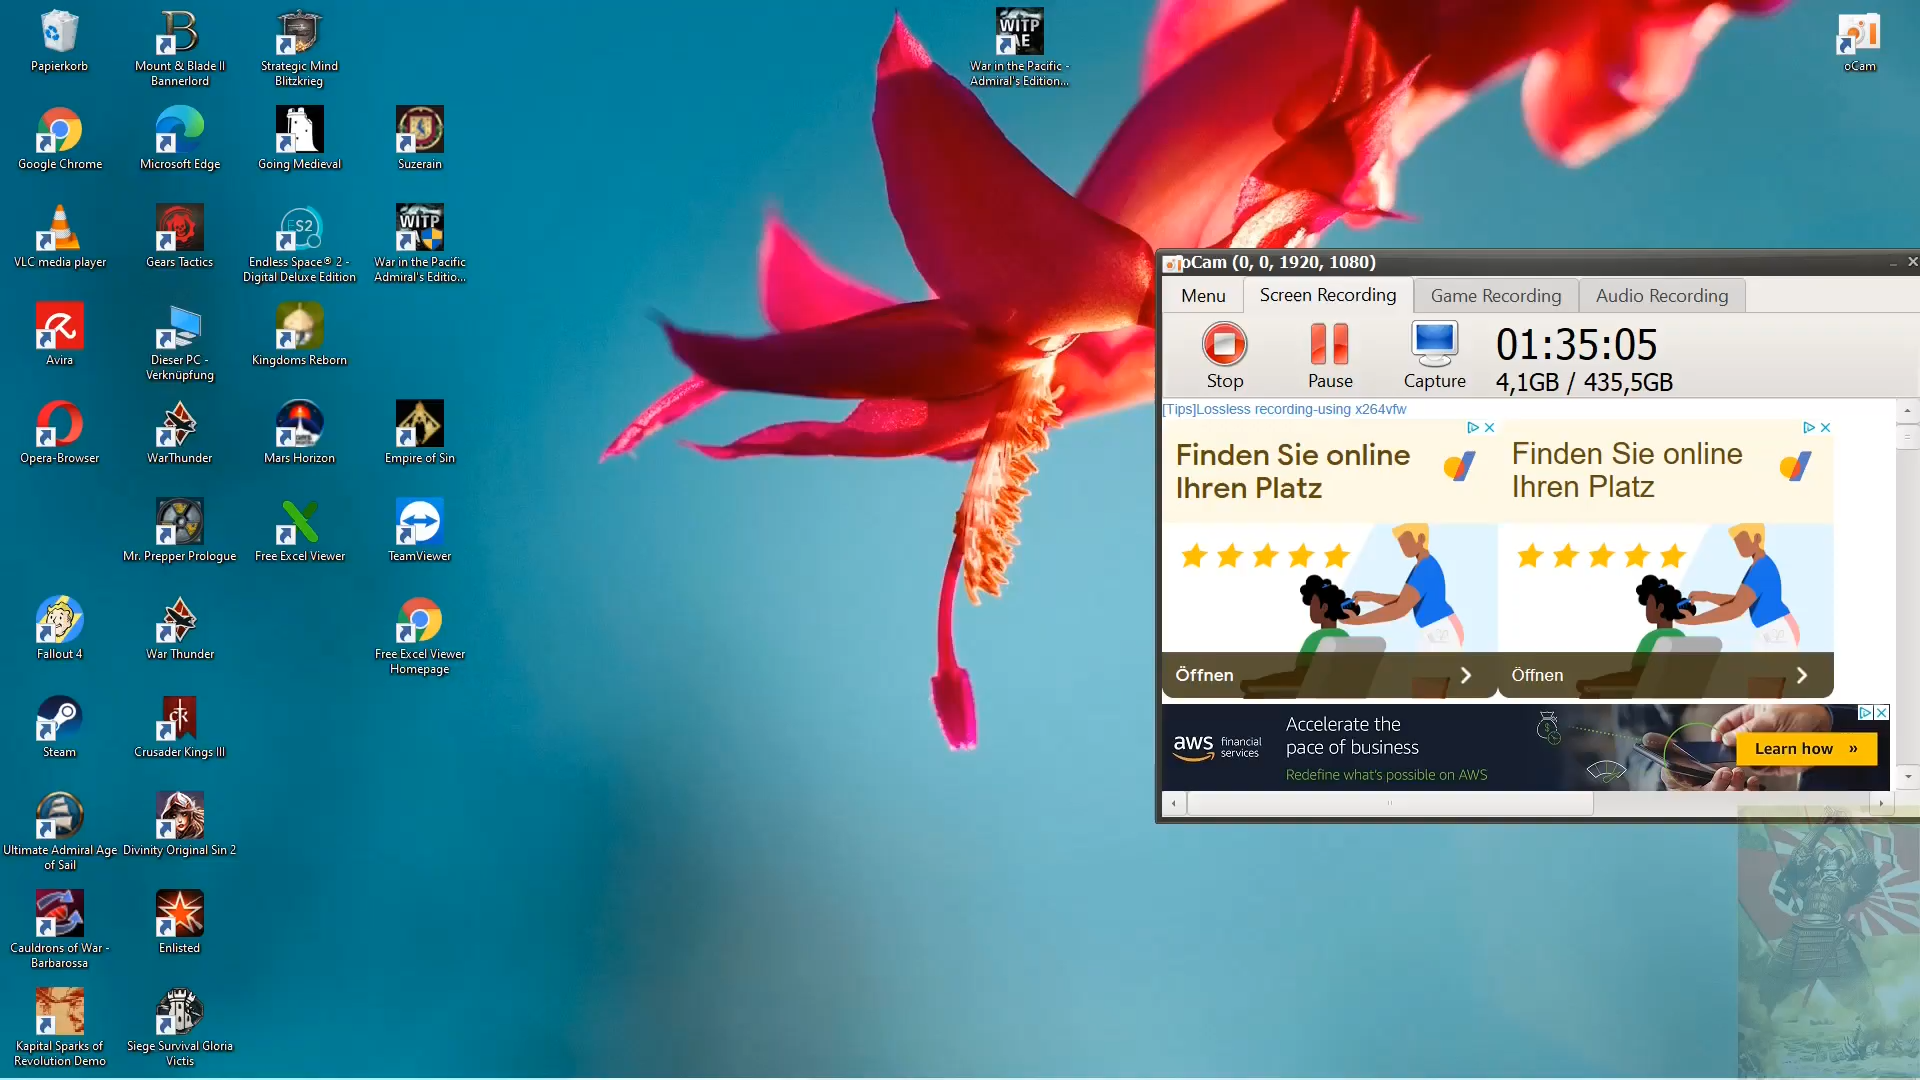 Papierkorb
Mount & Blade II
Bannerlord
Strategic Mind
Blitzkrieg
WITP
AE
War in the Pacific -
Admiral's Edition...
oCam
Google Chrome
Microsoft Edge
Going Medieval
Suzerain
VLC media player
Gears Tactics
ES2
Endless Space® 2 -
Digital Deluxe Edition
WITP
War in the Pacific
Admiral's Editio...
Avira
Dieser PC -
Verknüpfung
Kingdoms Reborn
Opera-Browser
WarThunder
Mars Horizon
Empire of Sin
Mr. Prepper Prologue
Free Excel Viewer
TeamViewer
Fallout 4
War Thunder
Free Excel Viewer
Homepage
Steam
Crusader Kings III
Ultimate Admiral Age
of Sail
Divinity Original Sin 2
Cauldrons of War -
Barbarossa
Enlisted
Kapital Sparks of
Revolution Demo
Siege Survival Gloria
Victis
oCam (0, 0, 1920, 1080)
Menu
Screen Recording
Game Recording
Audio Recording
Stop
Pause
Capture
01:35:05
4,1GB / 435,5GB
[Tips]Lossless recording-using x264vfw
Finden Sie online
Ihren Platz
Öffnen
Finden Sie online
Ihren Platz
Öffnen
aws financial
services
Accelerate the
pace of business
Redefine what's possible on AWS
Learn how »